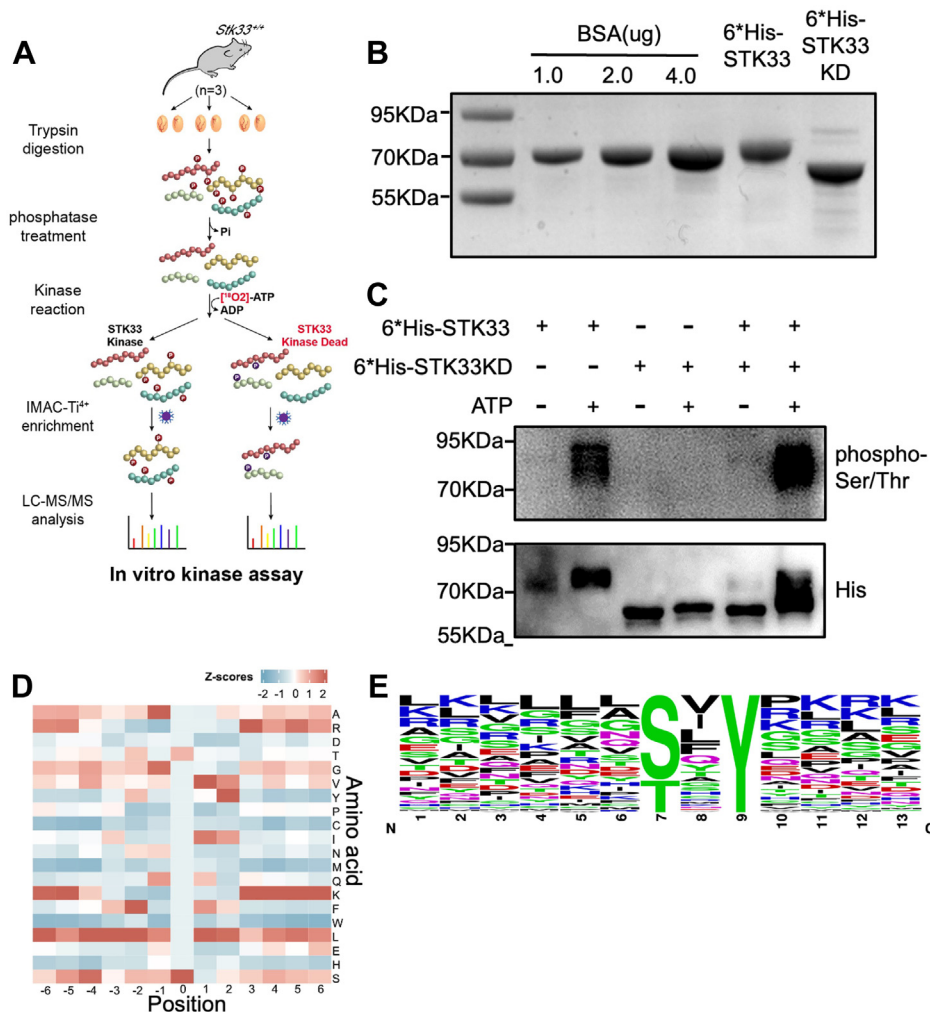 A
Stk33+/+
(n=3)
Trypsin
digestion
P
phosphatase
treatment
Pi
Kinase
reaction
[¹⁸O2]-ATP
ADP
STK33
Kinase
STK33
Kinase Dead
IMAC-Ti⁴⁺
enrichment
LC-MS/MS
analysis
In vitro kinase assay
B
BSA(ug)
1.0 2.0 4.0
6*His-
STK33
6*His-
STK33
KD
95KDa
70KDa
55KDa
C
6*His-STK33 + + - - + +
6*His-STK33KD - - + + + +
ATP - + - + - +
95KDa
70KDa
phospho-
Ser/Thr
95KDa
70KDa
55KDa
His
D
Z-scores
-2 -1 0 1 2
A
R
D
T
G
V
Y
P
C
I
N
M
Q
K
F
W
L
E
H
S
Amino acid
-6 -5 -4 -3 -2 -1 0 1 2 3 4 5 6
Position
E
S
T
Y
N
1 2 3 4 5 6 7 8 9 10 11 12 13